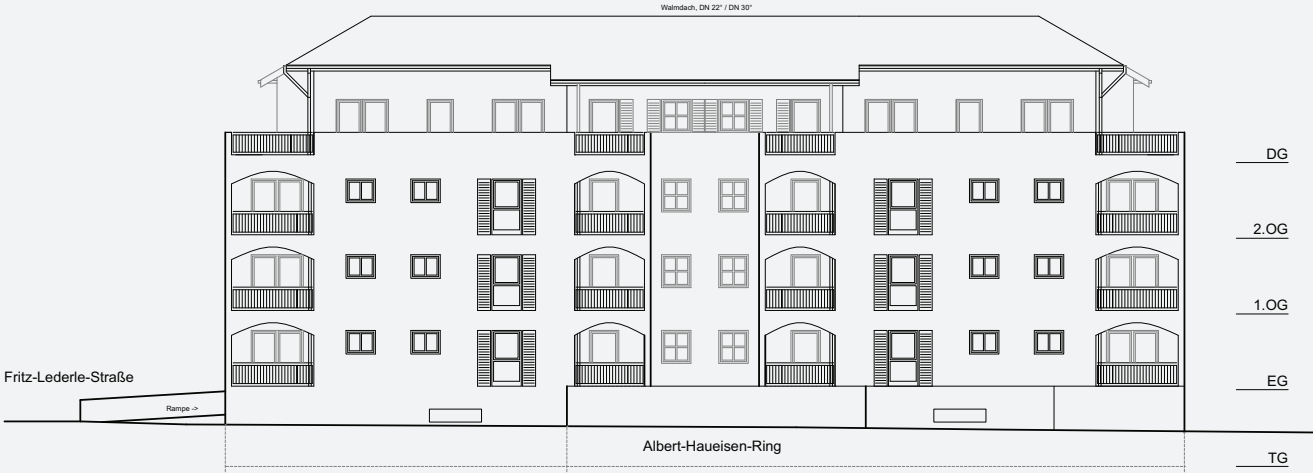 Walmdach, DN 22° / DN 30°
DG
2.OG
1.OG
EG
Fritz-Lederle-Straße
Rampe ->
Albert-Haueisen-Ring
TG